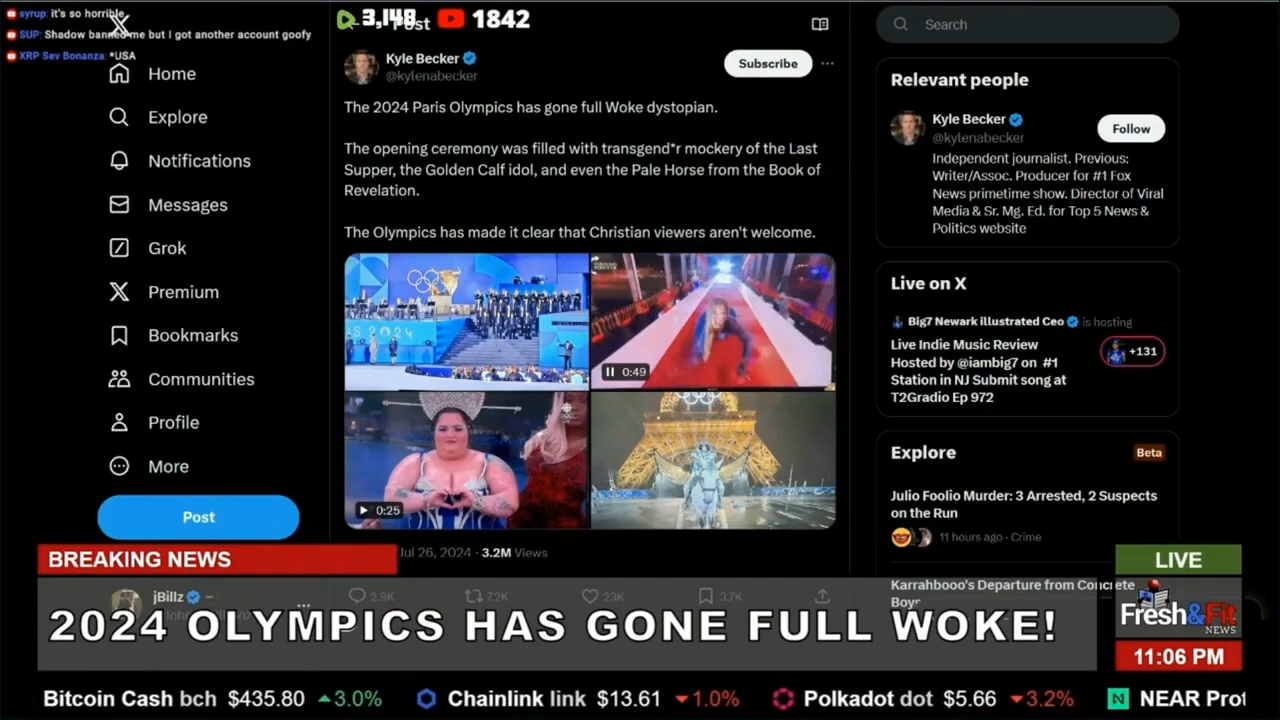 syrup: it's so horrible
SUP: Shadow banned me but I got another account goofy
XRP Sev Bonanza: *USA
3,148
1842
Post
Home
Explore
Notifications
Messages
Grok
Premium
Bookmarks
Communities
Profile
More
Post
jBillz
Kyle Becker
@kylenabecker
Subscribe
The 2024 Paris Olympics has gone full Woke dystopian.
The opening ceremony was filled with transgend*r mockery of the Last
Supper, the Golden Calf idol, and even the Pale Horse from the Book of
Revelation.
The Olympics has made it clear that Christian viewers aren't welcome.
0:49
0:25
Jul 26, 2024 · 3.2M Views
2.9K
7.2K
23K
3.7K
Search
Relevant people
Kyle Becker
@kylenabecker
Follow
Independent journalist. Previous:
Writer/Assoc. Producer for #1 Fox
News primetime show. Director of Viral
Media & Sr. Mg. Ed. for Top 5 News &
Politics website
Live on X
Big7 Newark illustrated Ceo is hosting
Live Indie Music Review
Hosted by @iambig7 on #1
Station in NJ Submit song at
T2Gradio Ep 972
+131
Explore
Beta
Julio Foolio Murder: 3 Arrested, 2 Suspects
on the Run
11 hours ago · Crime
Karrahbooo's Departure from Concrete
Boys
BREAKING NEWS
2024 OLYMPICS HAS GONE FULL WOKE!
LIVE
Fresh&Fit
NEWS
11:06 PM
Bitcoin Cash bch $435.80 3.0% Chainlink link $13.61 1.0% Polkadot dot $5.66 3.2% NEAR Prot